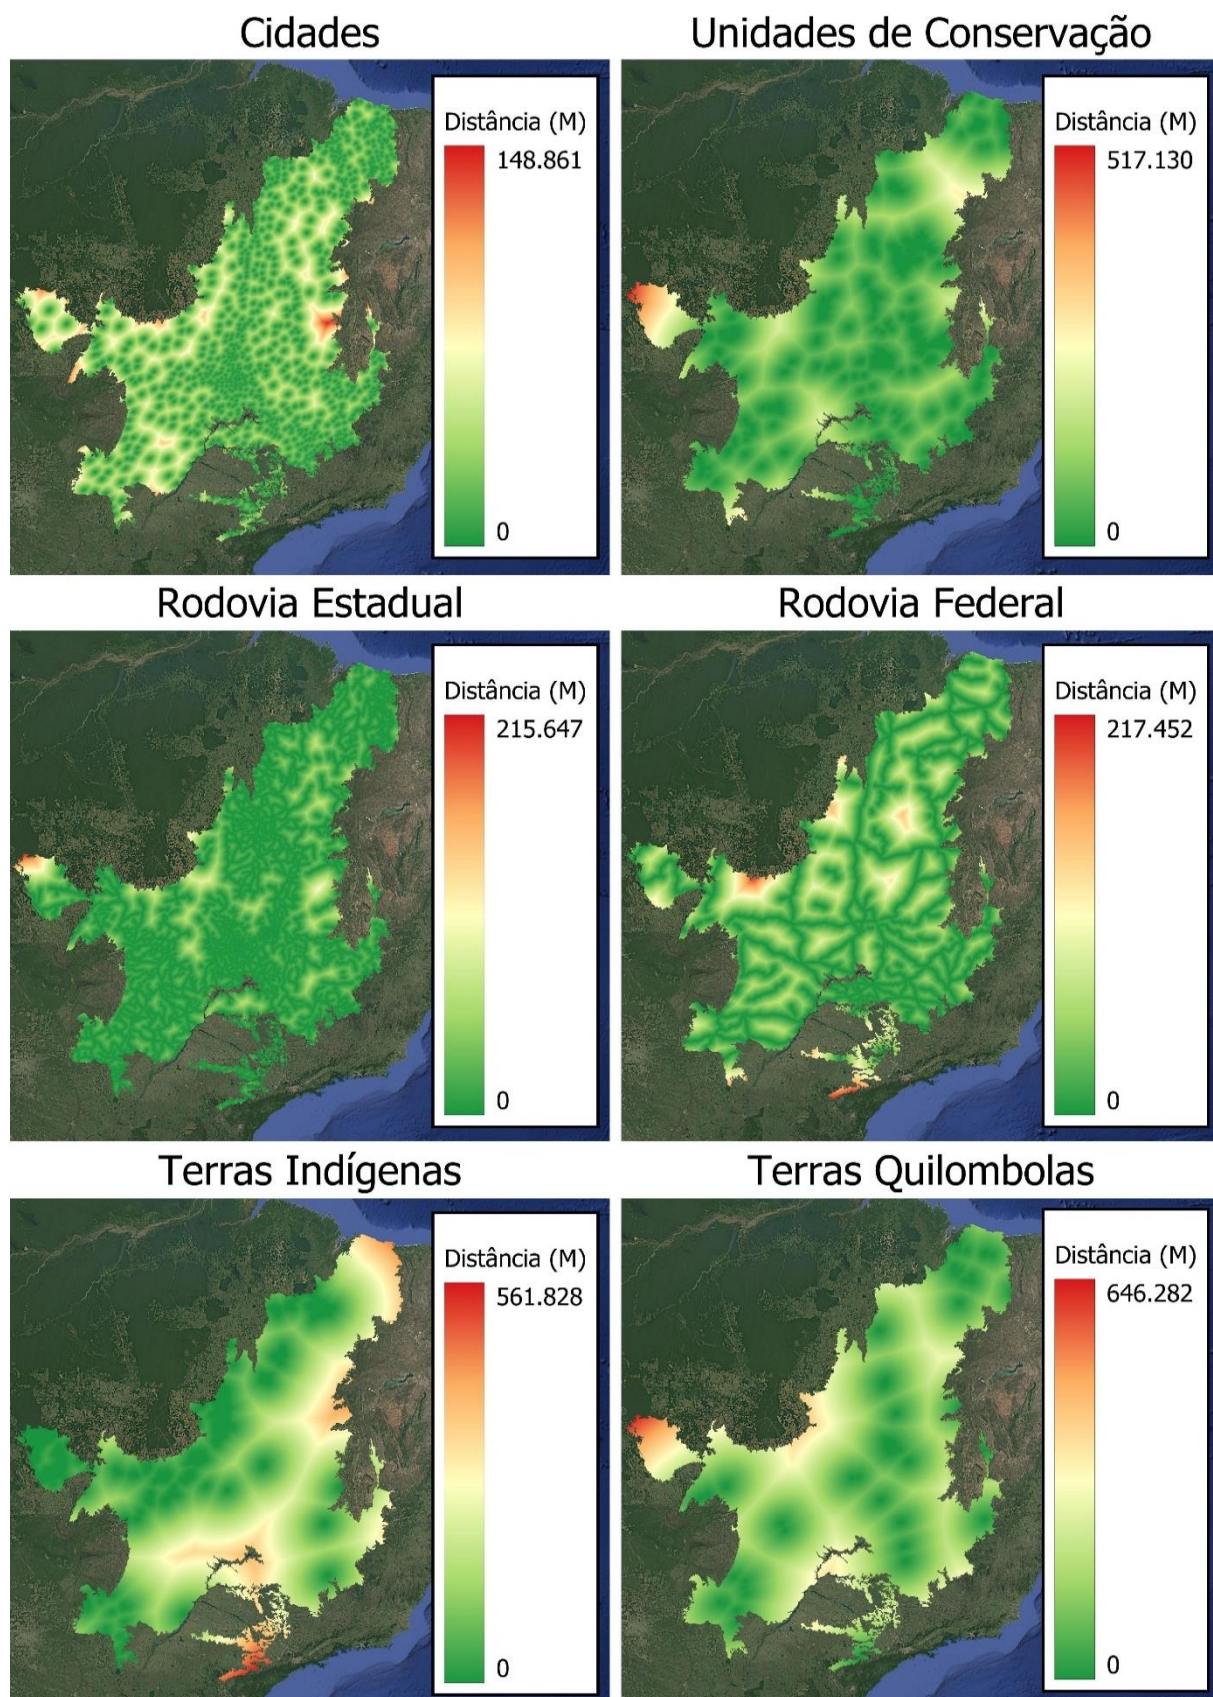 Cidades
Unidades de Conservação
Distância (M)
148.861
0
Distância (M)
517.130
0
Rodovia Estadual
Rodovia Federal
Distância (M)
215.647
0
Distância (M)
217.452
0
Terras Indígenas
Terras Quilombolas
Distância (M)
561.828
0
Distância (M)
646.282
0